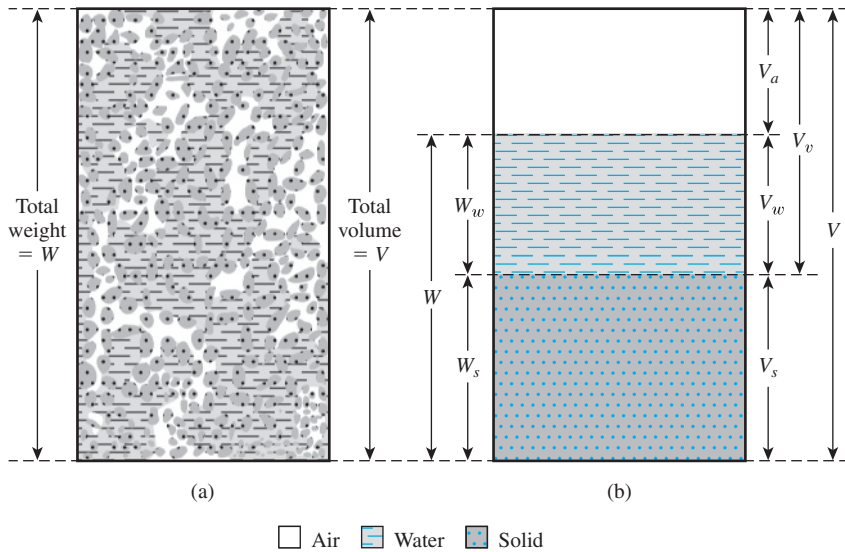 Total
weight
= W
Total
volume
= V
W
W_w
W_s
V_a
V_w
V_s
V_v
V
(a)
(b)
Air
Water
Solid